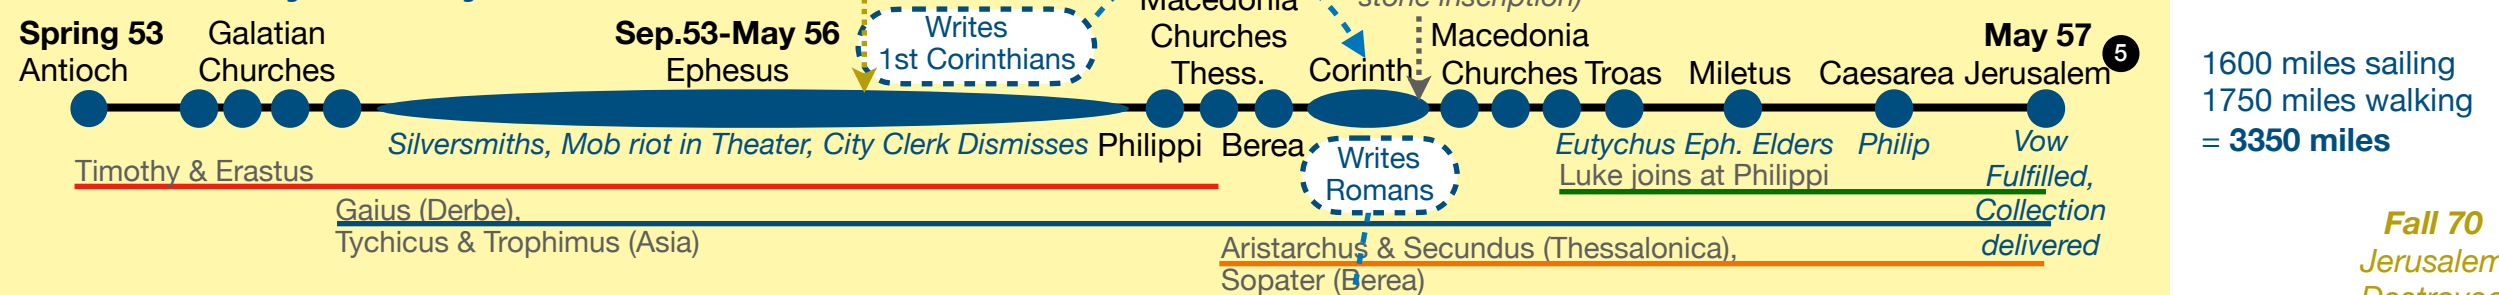 Macedonia
stone inscription)
Writes
1st Corinthians
Spring 53
Antioch
Galatian
Churches
Sep.53-May 56
Ephesus
Churches
Thess.
Corinth
Macedonia
Churches Troas
Miletus
Caesarea
May 57
Jerusalem
5
Silversmiths, Mob riot in Theater, City Clerk Dismisses
Philippi
Berea
Writes
Romans
Eutychus
Eph. Elders
Philip
Vow
Fulfilled,
Collection
delivered
Timothy & Erastus
Luke joins at Philippi
Gaius (Derbe),
Tychicus & Trophimus (Asia)
Aristarchus & Secundus (Thessalonica),
Sopater (Berea)
1600 miles sailing
1750 miles walking
= 3350 miles
Fall 70
Jerusalem